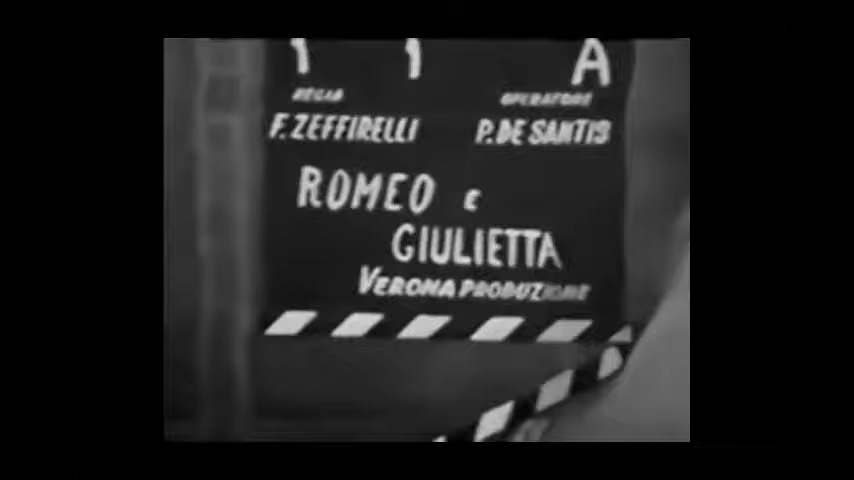 1 1 A
REGIA OPERATORE
F. ZEFFIRELLI P. DE SANTIS
ROMEO E
GIULIETTA
VERONA PRODUZIONE